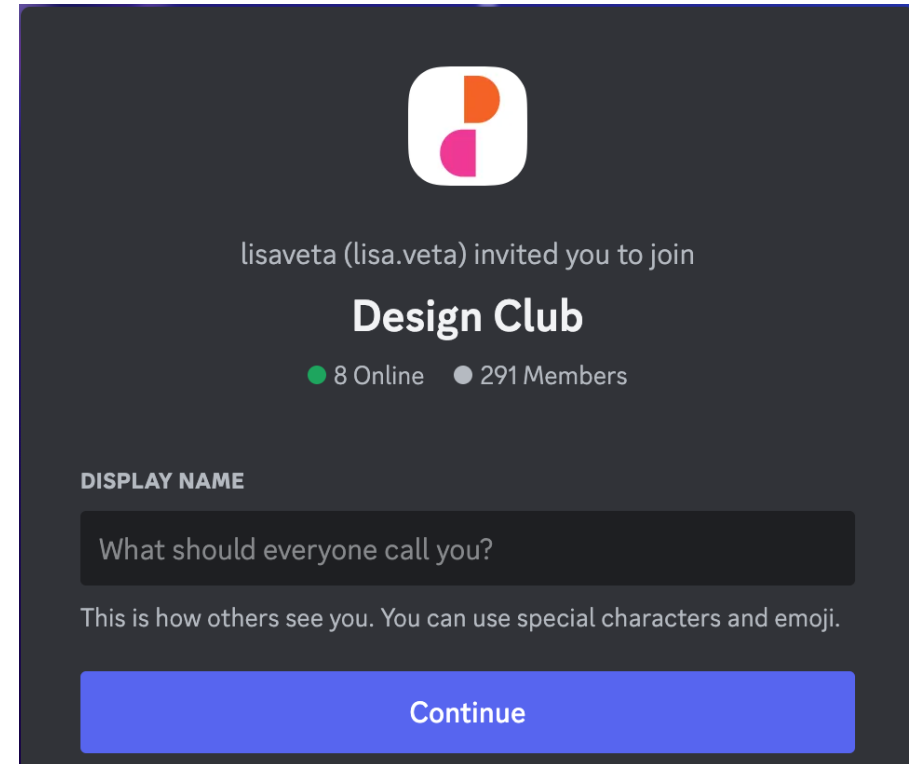 lisaveta (lisa.veta) invited you to join
Design Club
8 Online 291 Members
DISPLAY NAME
What should everyone call you?
This is how others see you. You can use special characters and emoji.
Continue